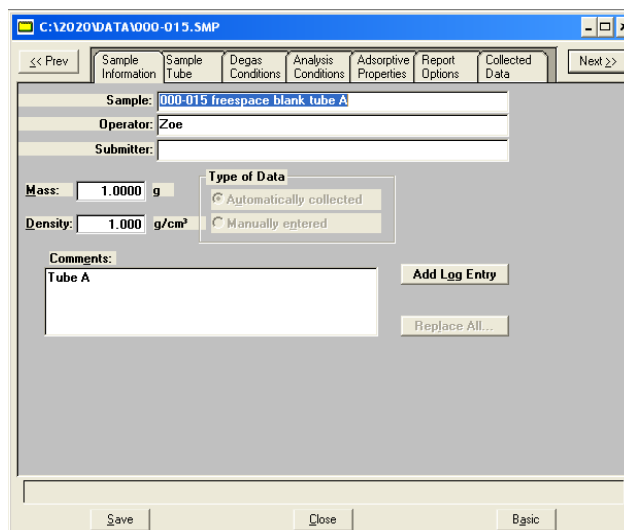 C:\2020\DATA\000-015.SMP
<< Prev
Sample Information
Sample Tube
Degas Conditions
Analysis Conditions
Adsorptive Properties
Report Options
Collected Data
Next >>
Sample: 000-015 freespace blank tube A
Operator: Zoe
Submitter:
Type of Data
Mass: 1.0000 g
Automatically collected
Density: 1.000 g/cm³
Manually entered
Comments:
Tube A
Add Log Entry
Replace All...
Save
Close
Basic